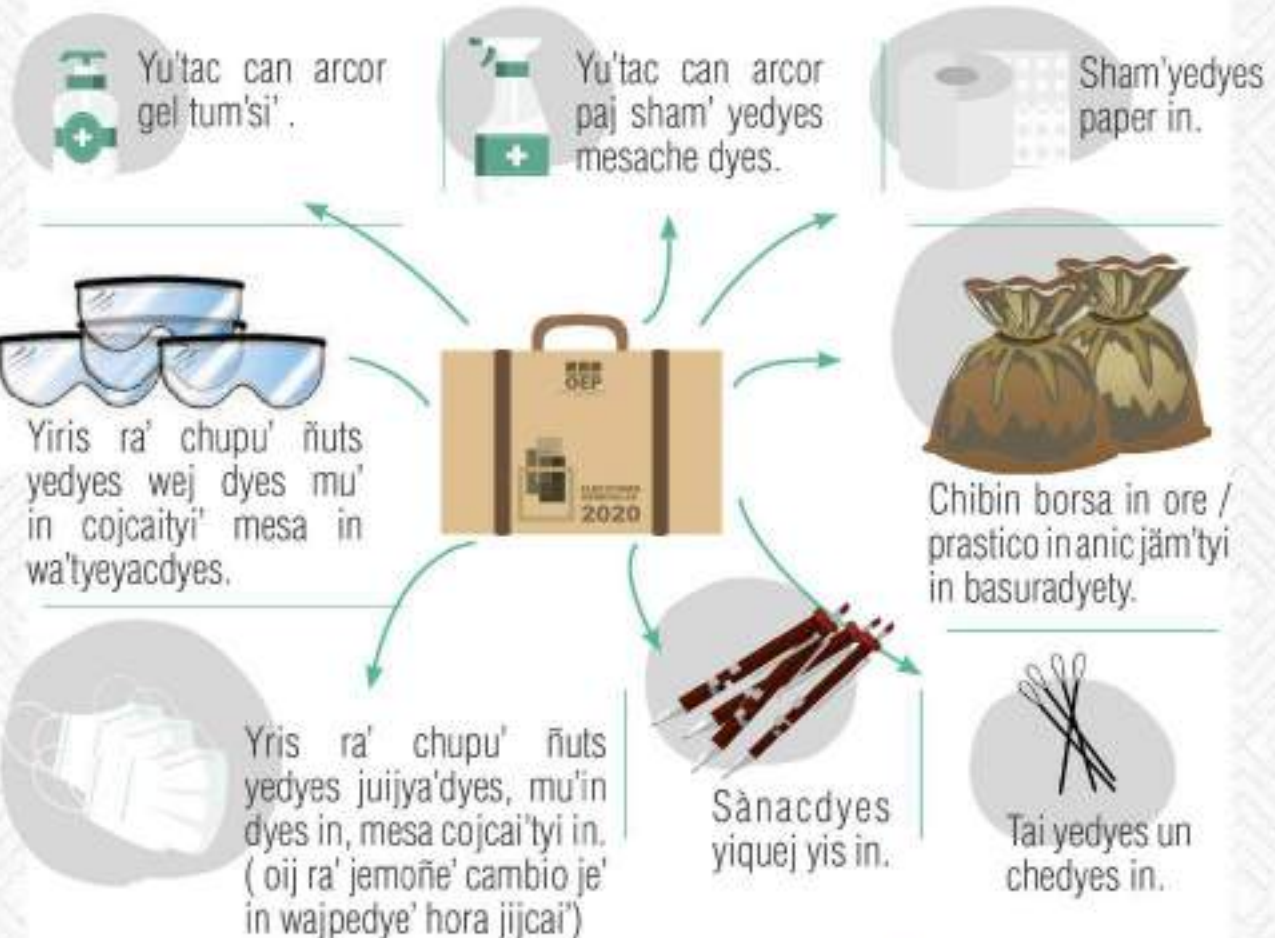 Yu'tac can arcor
gel tum'si' .
Yu'tac can arcor
paj sham' yedyes
mesache dyes.
Sham'yedyes
paper in.
Yiris ra' chupu' ñuts
yedyes wej dyes mu'
in cojcaityi' mesa in
wa'tyeyacdyes.
OEP
ELECCIONES
GENERALES
2020
Chibin borsa in ore /
prastico in anic jäm'tyi
in basuradyety.
Yris ra' chupu' ñuts
yedyes juijya'dyes, mu'in
dyes in, mesa cojcai'tyi in.
( oij ra' jemoñe' cambio je'
in wajpedye' hora jijcai')
Sànacdyes
yiquej yis in.
Tai yedyes un
chedyes in.